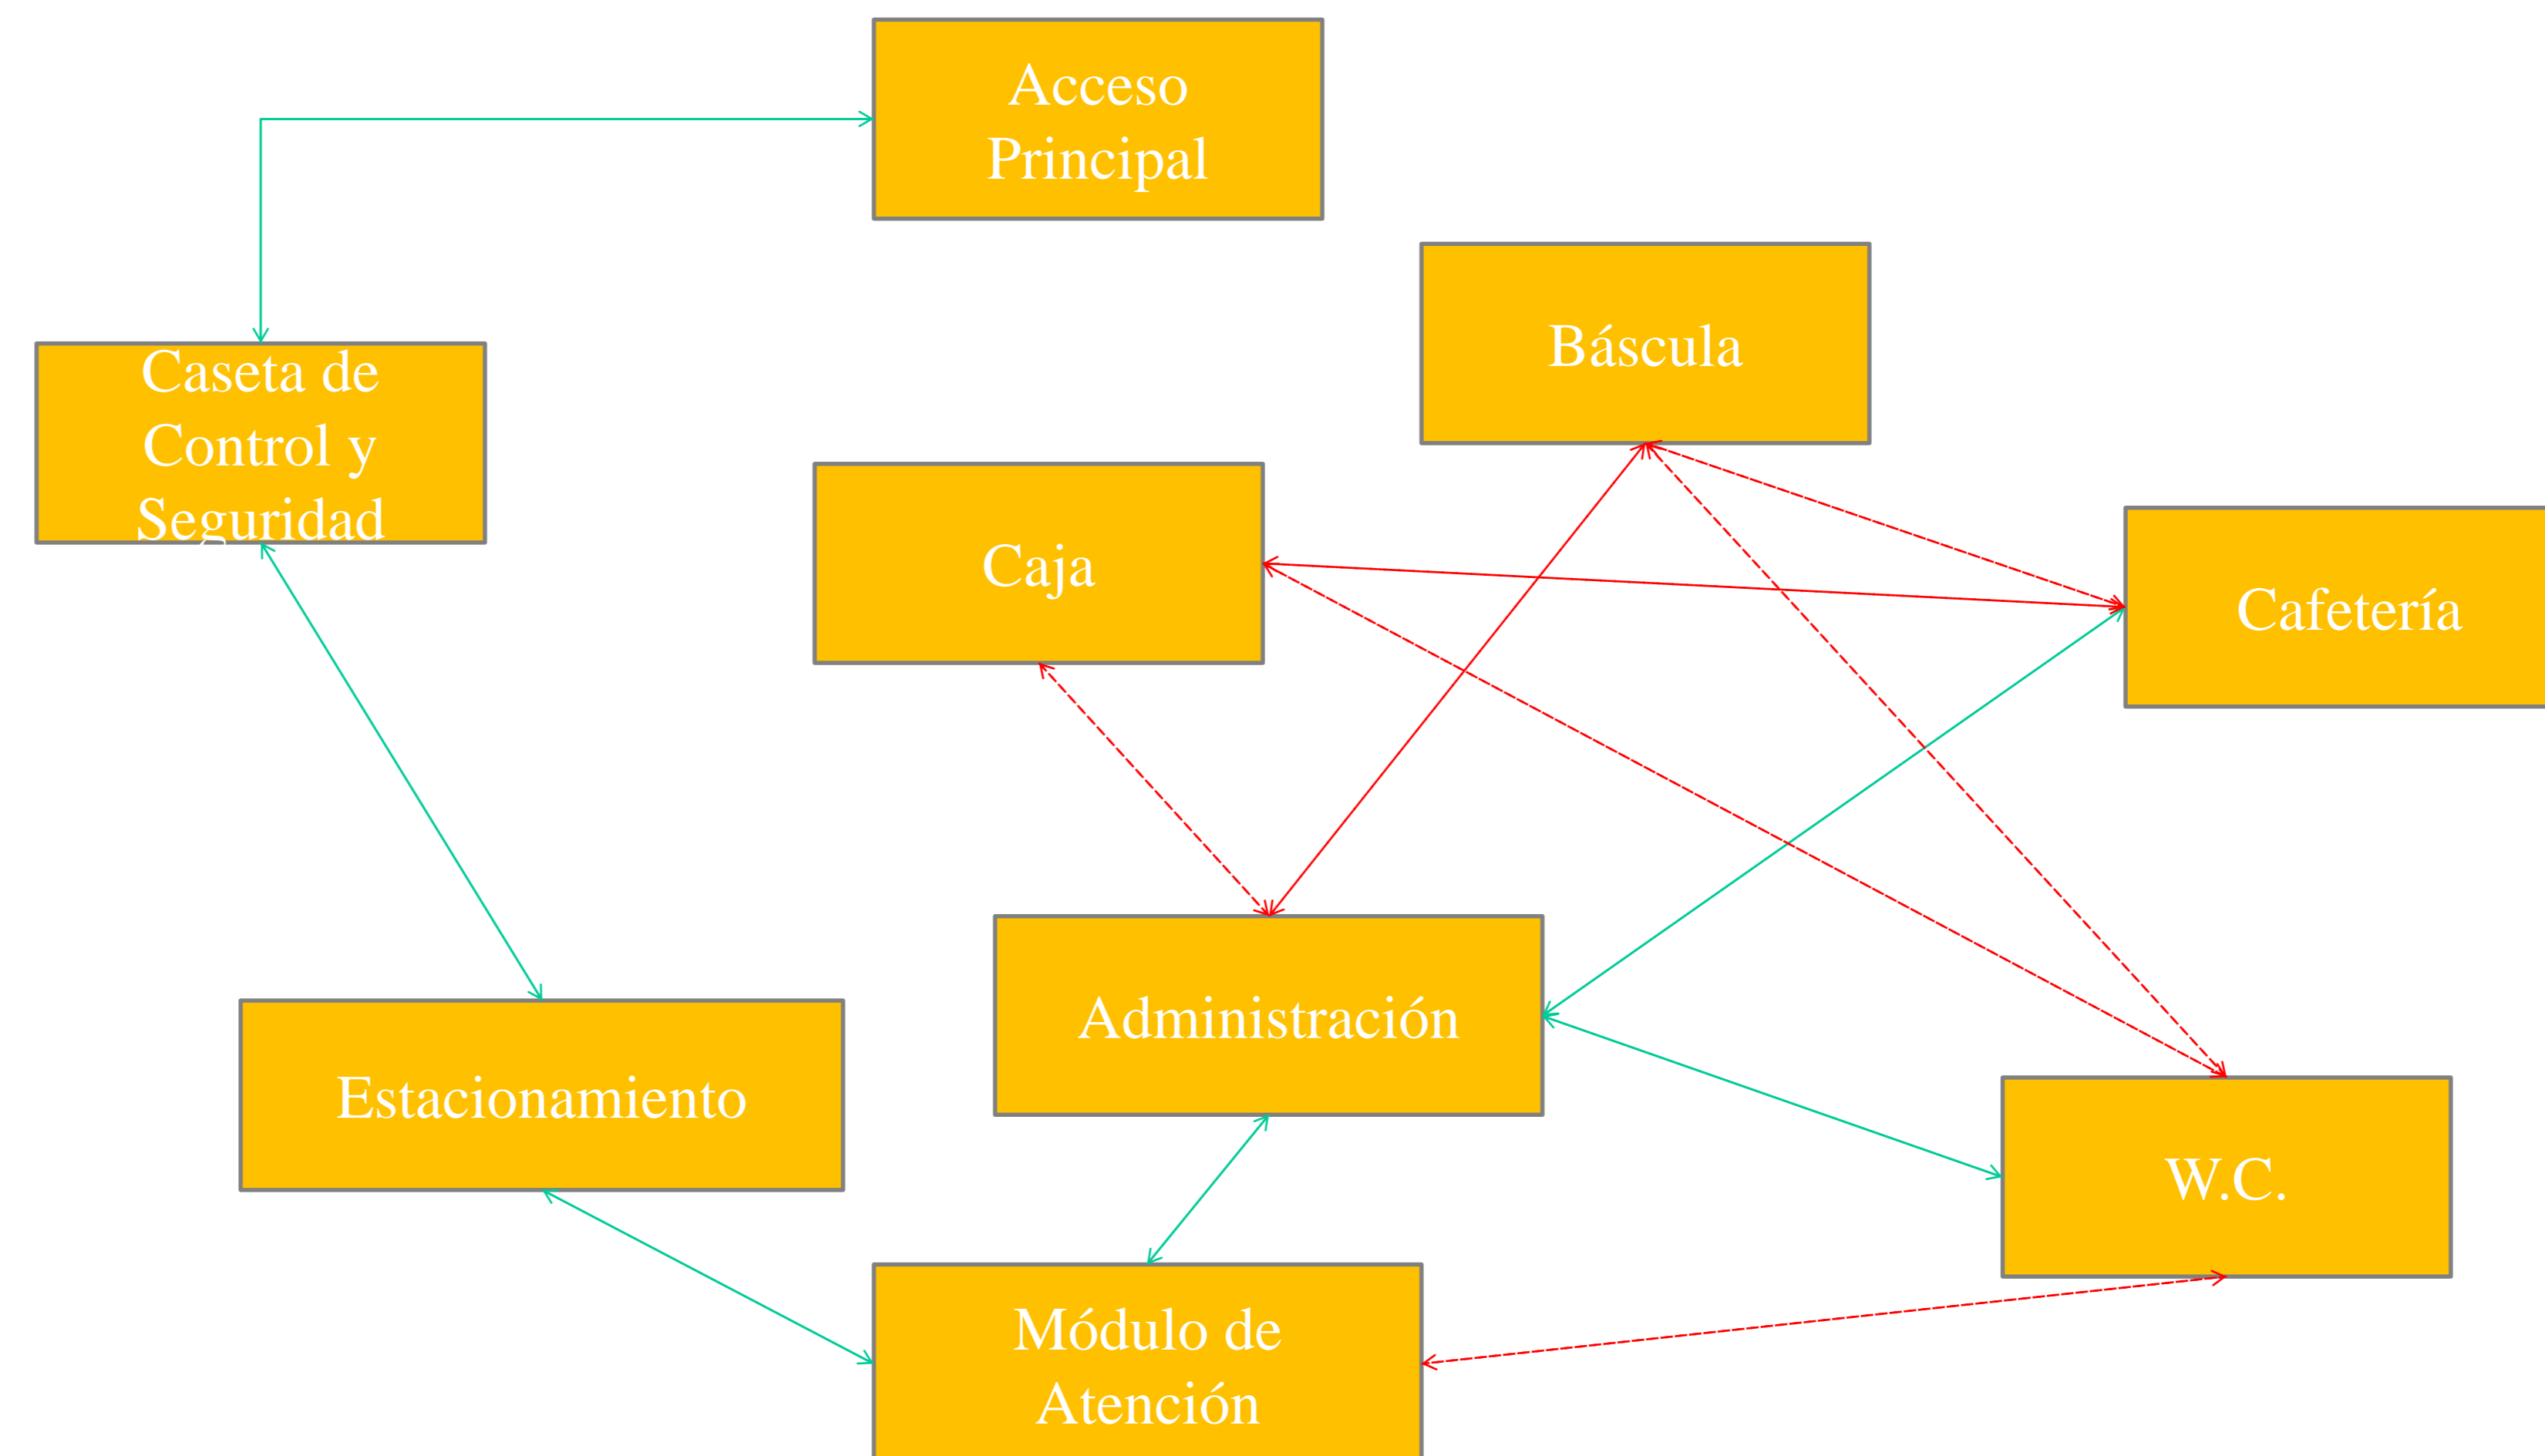 Acceso
Principal
Báscula
Caseta de
Control y
Seguridad
Caja
Cafetería
Administración
Estacionamiento
W.C.
Módulo de
Atención